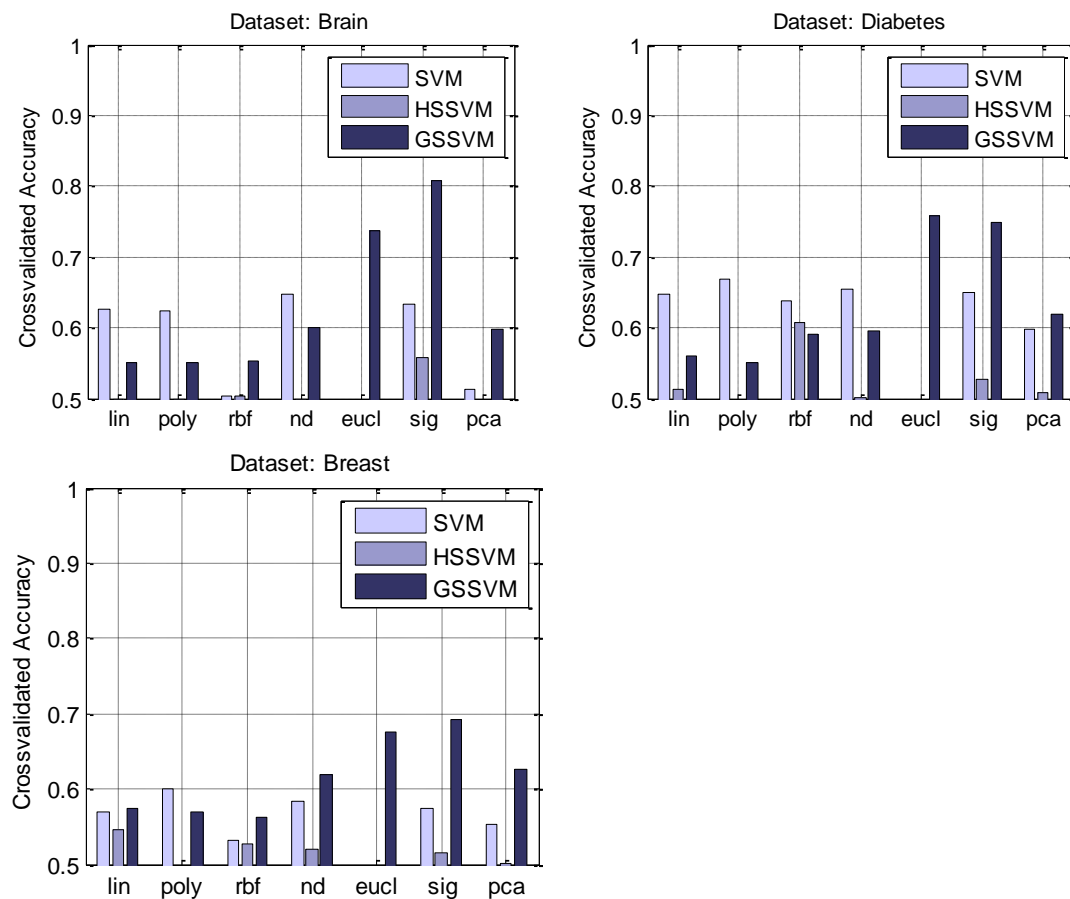 Dataset: Brain
Crossvalidated Accuracy
1
0.9
0.8
0.7
0.6
0.5
SVM
HSSVM
GSSVM
lin poly rbf nd eucl sig pca
Dataset: Diabetes
Crossvalidated Accuracy
1
0.9
0.8
0.7
0.6
0.5
SVM
HSSVM
GSSVM
lin poly rbf nd eucl sig pca
Dataset: Breast
Crossvalidated Accuracy
1
0.9
0.8
0.7
0.6
0.5
SVM
HSSVM
GSSVM
lin poly rbf nd eucl sig pca